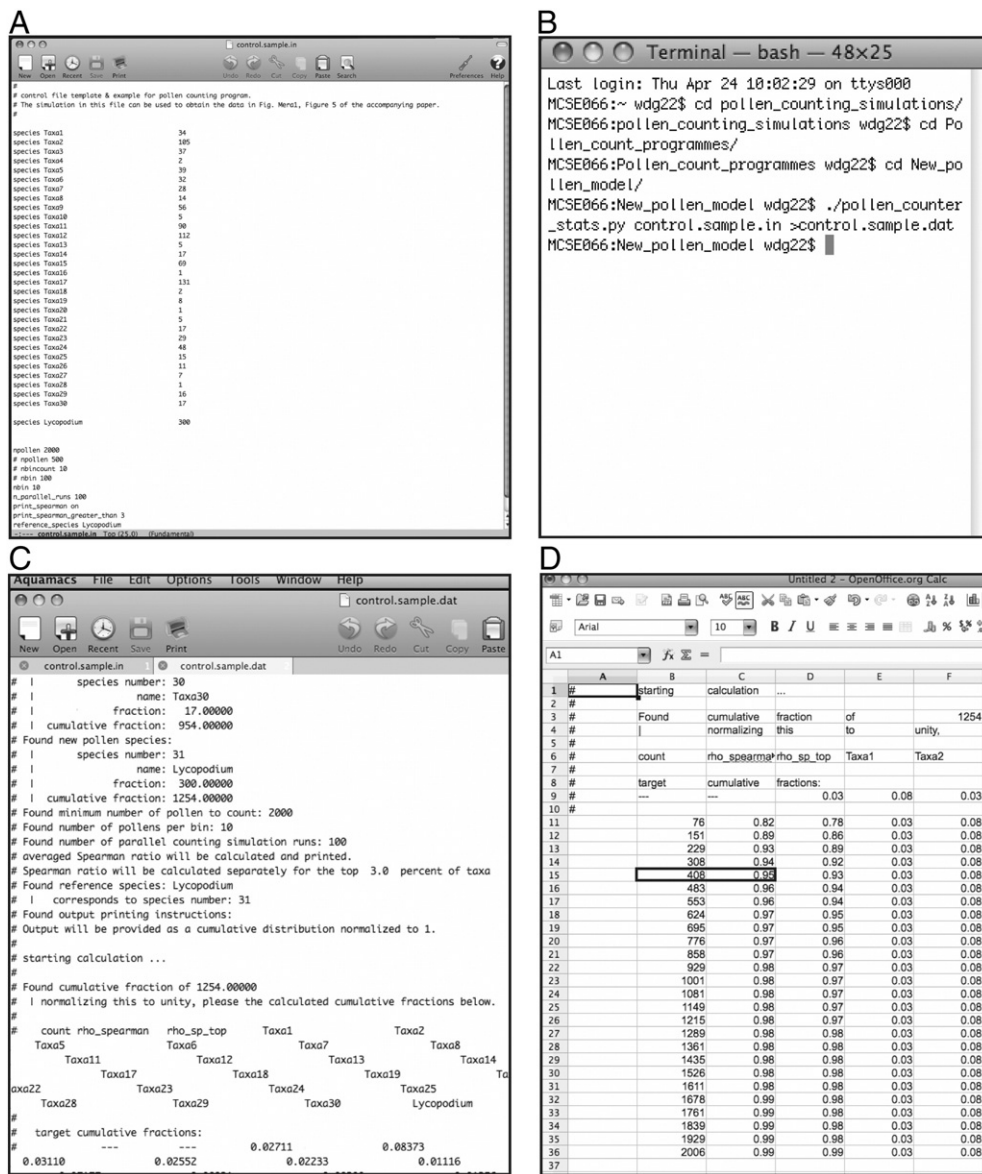 A
control.sample.in
New Open Recent Save Print Undo Redo Cut Copy Paste Search Preferences Help
#
# control file template & example for pollen counting program.
# The simulation in this file can be used to obtain the data in Fig. Mera1, Figure 5 of the accompanying paper.
#
species Taxa1 34
species Taxa2 105
species Taxa3 37
species Taxa4 2
species Taxa5 39
species Taxa6 32
species Taxa7 28
species Taxa8 14
species Taxa9 56
species Taxa10 5
species Taxa11 90
species Taxa12 112
species Taxa13 5
species Taxa14 17
species Taxa15 69
species Taxa16 1
species Taxa17 131
species Taxa18 2
species Taxa19 8
species Taxa20 1
species Taxa21 5
species Taxa22 17
species Taxa23 29
species Taxa24 48
species Taxa25 15
species Taxa26 11
species Taxa27 7
species Taxa28 1
species Taxa29 16
species Taxa30 17
species Lycopodium 300
npollen 2000
# npollen 500
# nbincount 10
# nbin 100
nbin 10
n_parallel_runs 100
print_spearman on
print_spearman_greater_than 3
reference_species Lycopodium
-:--- control.sample.in Top (25,0) (Fundamental)
B
Terminal — bash — 48×25
Last login: Thu Apr 24 10:02:29 on ttys000
MCSE066:~ wdg22$ cd pollen_counting_simulations/
MCSE066:pollen_counting_simulations wdg22$ cd Po
llen_count_programmes/
MCSE066:Pollen_count_programmes wdg22$ cd New_po
llen_model/
MCSE066:New_pollen_model wdg22$ ./pollen_counter
_stats.py control.sample.in >control.sample.dat
MCSE066:New_pollen_model wdg22$
C
Aquamacs File Edit Options Tools Window Help
control.sample.dat
New Open Recent Save Print Undo Redo Cut Copy Paste
control.sample.in 1 control.sample.dat
# | species number: 30
# | name: Taxa30
# | fraction: 17.00000
# | cumulative fraction: 954.00000
# Found new pollen species:
# | species number: 31
# | name: Lycopodium
# | fraction: 300.00000
# | cumulative fraction: 1254.00000
# Found minimum number of pollen to count: 2000
# Found number of pollens per bin: 10
# Found number of parallel counting simulation runs: 100
# averaged Spearman ratio will be calculated and printed.
# Spearman ratio will be calculated separately for the top 3.0 percent of taxa
# Found reference species: Lycopodium
# | corresponds to species number: 31
# Found output printing instructions:
# Output will be provided as a cumulative distribution normalized to 1.
#
# starting calculation ...
#
# Found cumulative fraction of 1254.00000
# | normalizing this to unity, please the calculated cumulative fractions below.
#
# count rho_spearman rho_sp_top Taxa1 Taxa2
Taxa5 Taxa6 Taxa7 Taxa8
Taxa11 Taxa12 Taxa13 Taxa14
Taxa17 Taxa18 Taxa19 Ta
axa22 Taxa23 Taxa24 Taxa25
Taxa28 Taxa29 Taxa30 Lycopodium
#
# target cumulative fractions:
# --- --- 0.02711 0.08373
0.03110 0.02552 0.02233 0.01116
D
Untitled 2 - OpenOffice.org Calc
Arial 10 B I U
A1
A B C D E F
1 # starting calculation ...
2 #
3 # Found cumulative fraction of 1254
4 # | normalizing this to unity,
5 #
6 # count rho_spearma rho_sp_top Taxa1 Taxa2
7 #
8 # target cumulative fractions:
9 # --- --- 0.03 0.08 0.03
10 #
11 76 0.82 0.78 0.03 0.08
12 151 0.89 0.86 0.03 0.08
13 229 0.93 0.89 0.03 0.08
14 308 0.94 0.92 0.03 0.08
15 408 0.95 0.93 0.03 0.08
16 483 0.96 0.94 0.03 0.08
17 553 0.96 0.94 0.03 0.08
18 624 0.97 0.95 0.03 0.08
19 695 0.97 0.95 0.03 0.08
20 776 0.97 0.96 0.03 0.08
21 858 0.97 0.96 0.03 0.08
22 929 0.98 0.97 0.03 0.08
23 1001 0.98 0.97 0.03 0.08
24 1081 0.98 0.97 0.03 0.08
25 1149 0.98 0.97 0.03 0.08
26 1215 0.98 0.97 0.03 0.08
27 1289 0.98 0.98 0.03 0.08
28 1361 0.98 0.98 0.03 0.08
29 1435 0.98 0.98 0.03 0.08
30 1526 0.98 0.98 0.03 0.08
31 1611 0.98 0.98 0.03 0.08
32 1678 0.99 0.98 0.03 0.08
33 1761 0.99 0.98 0.03 0.08
34 1839 0.99 0.98 0.03 0.08
35 1929 0.99 0.98 0.03 0.08
36 2006 0.99 0.99 0.03 0.08
37